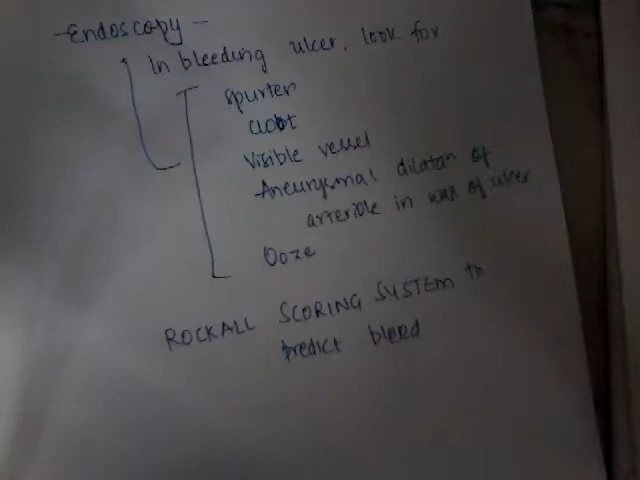 - Endoscopy -
In bleeding ulcer, look for
Spurter
Clot
Visible vessel
Aneurysmal dilaton of
arteriole in wall of ulcer
Ooze
ROCKALL SCORING SYSTEM to
predict bleed